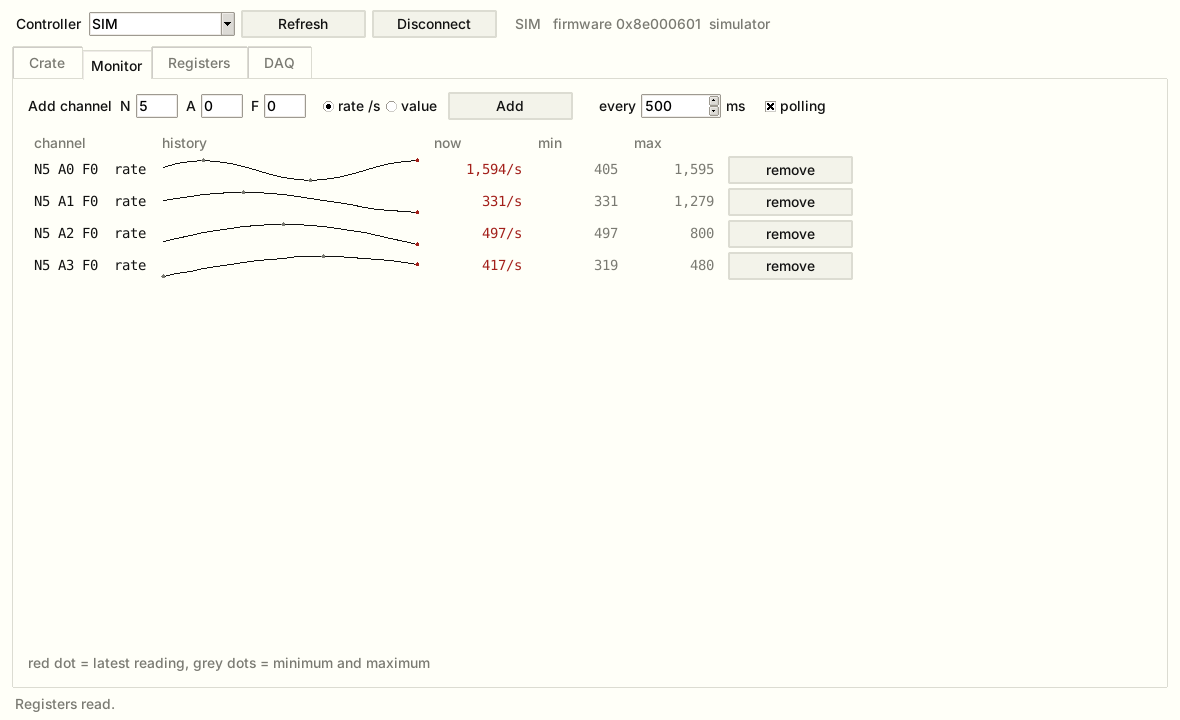 Controller SIM Refresh Disconnect SIM firmware 0x8e000601 simulator
Crate Monitor Registers DAQ
Add channel N 5 A 0 F 0 rate /s value Add every 500 ms polling
channel history now min max
N5 A0 F0 rate 1,594/s 405 1,595 remove
N5 A1 F0 rate 331/s 331 1,279 remove
N5 A2 F0 rate 497/s 497 800 remove
N5 A3 F0 rate 417/s 319 480 remove
red dot = latest reading, grey dots = minimum and maximum
Registers read.